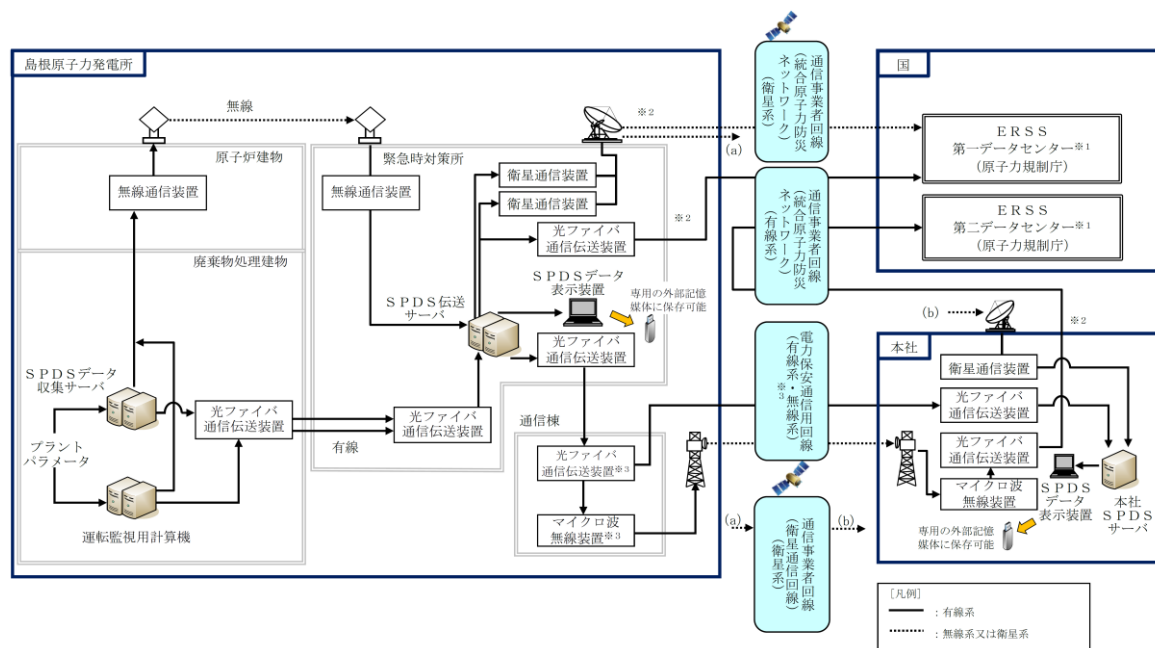 島根原子力発電所
無線
※2
(a)
原子炉建物
無線通信装置
緊急時対策所
無線通信装置
衛星通信装置
衛星通信装置
※2
光ファイバ
通信伝送装置
廃棄物処理建物
SPDS伝送
サーバ
SPDSデータ
表示装置
専用の外部記憶
媒体に保存可能
光ファイバ
通信伝送装置
SPDSデータ
収集サーバ
光ファイバ
通信伝送装置
有線
光ファイバ
通信伝送装置
プラント
パラメータ
運転監視用計算機
通信棟
光ファイバ
通信伝送装置※3
マイクロ波
無線装置※3
通信事業者回線
(統合原子力防災
ネットワーク)
(衛星系)
通信事業者回線
(統合原子力防災
ネットワーク)
(有線系)
電力保安通信用回線
(有線系・無線系)
※3
(a)
通信事業者回線
(衛星通信回線)
(衛星系)
(b)
国
ERSS
第一データセンター※1
(原子力規制庁)
ERSS
第二データセンター※1
(原子力規制庁)
(b)
※2
本社
衛星通信装置
光ファイバ
通信伝送装置
光ファイバ
通信伝送装置
マイクロ波
無線装置
SPDS
データ
表示装置
本社
SPDS
サーバ
専用の外部記憶
媒体に保存可能
[凡例]
:有線系
:無線系又は衛星系